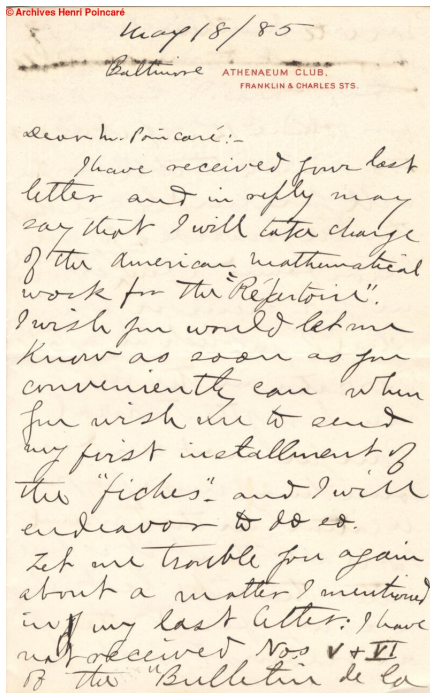 © Archives Henri Poincaré
May 18/85
Baltimore ATHENAEUM CLUB,
FRANKLIN & CHARLES STS.
Dear Mr. Poincaré:-
I have received your last
letter and in reply may
say that I will take charge
of the American mathematical
work for the "Répertoire".
I wish you would let me
know as soon as you
conveniently can when
you wish me to send
my first installment of
the "fiches" - and I will
endeavor to do so.
Let me trouble you again
about a matter I mentioned
in my last letter: I have
not received Nos V & VI
of the "Bulletin de la